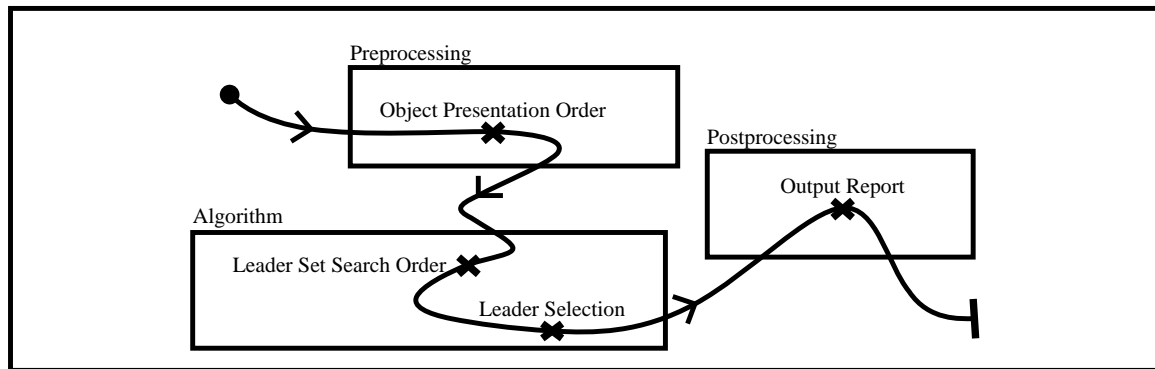 Preprocessing
Object Presentation Order
Postprocessing
Output Report
Algorithm
Leader Set Search Order
Leader Selection